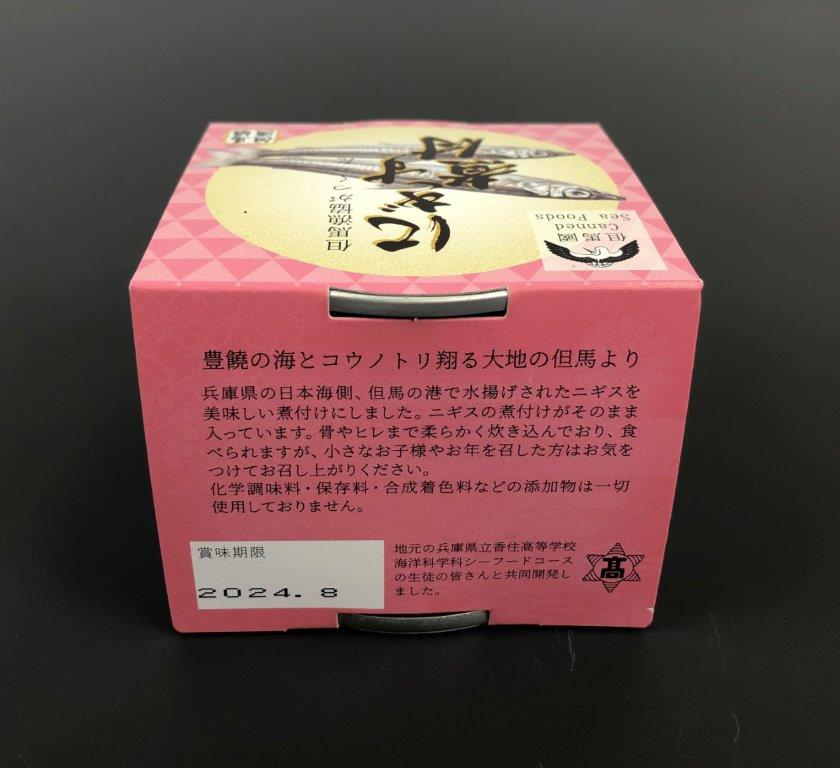 にぎす
煮付
但馬漁協がつくった
但馬國
Canned
Sea Foods
豊饒の海とコウノトリ翔る大地の但馬より
兵庫県の日本海側、但馬の港で水揚げされたニギスを
美味しい煮付けにしました。ニギスの煮付けがそのまま
入っています。骨やヒレまで柔らかく炊き込んでおり、食
べられますが、小さなお子様やお年を召した方はお気を
つけてお召し上がりください。
化学調味料・保存料・合成着色料などの添加物は一切
使用しておりません。
賞味期限
2024. 8
地元の兵庫県立香住高等学校
海洋科学科シーフードコース
の生徒の皆さんと共同開発し
ました。
高